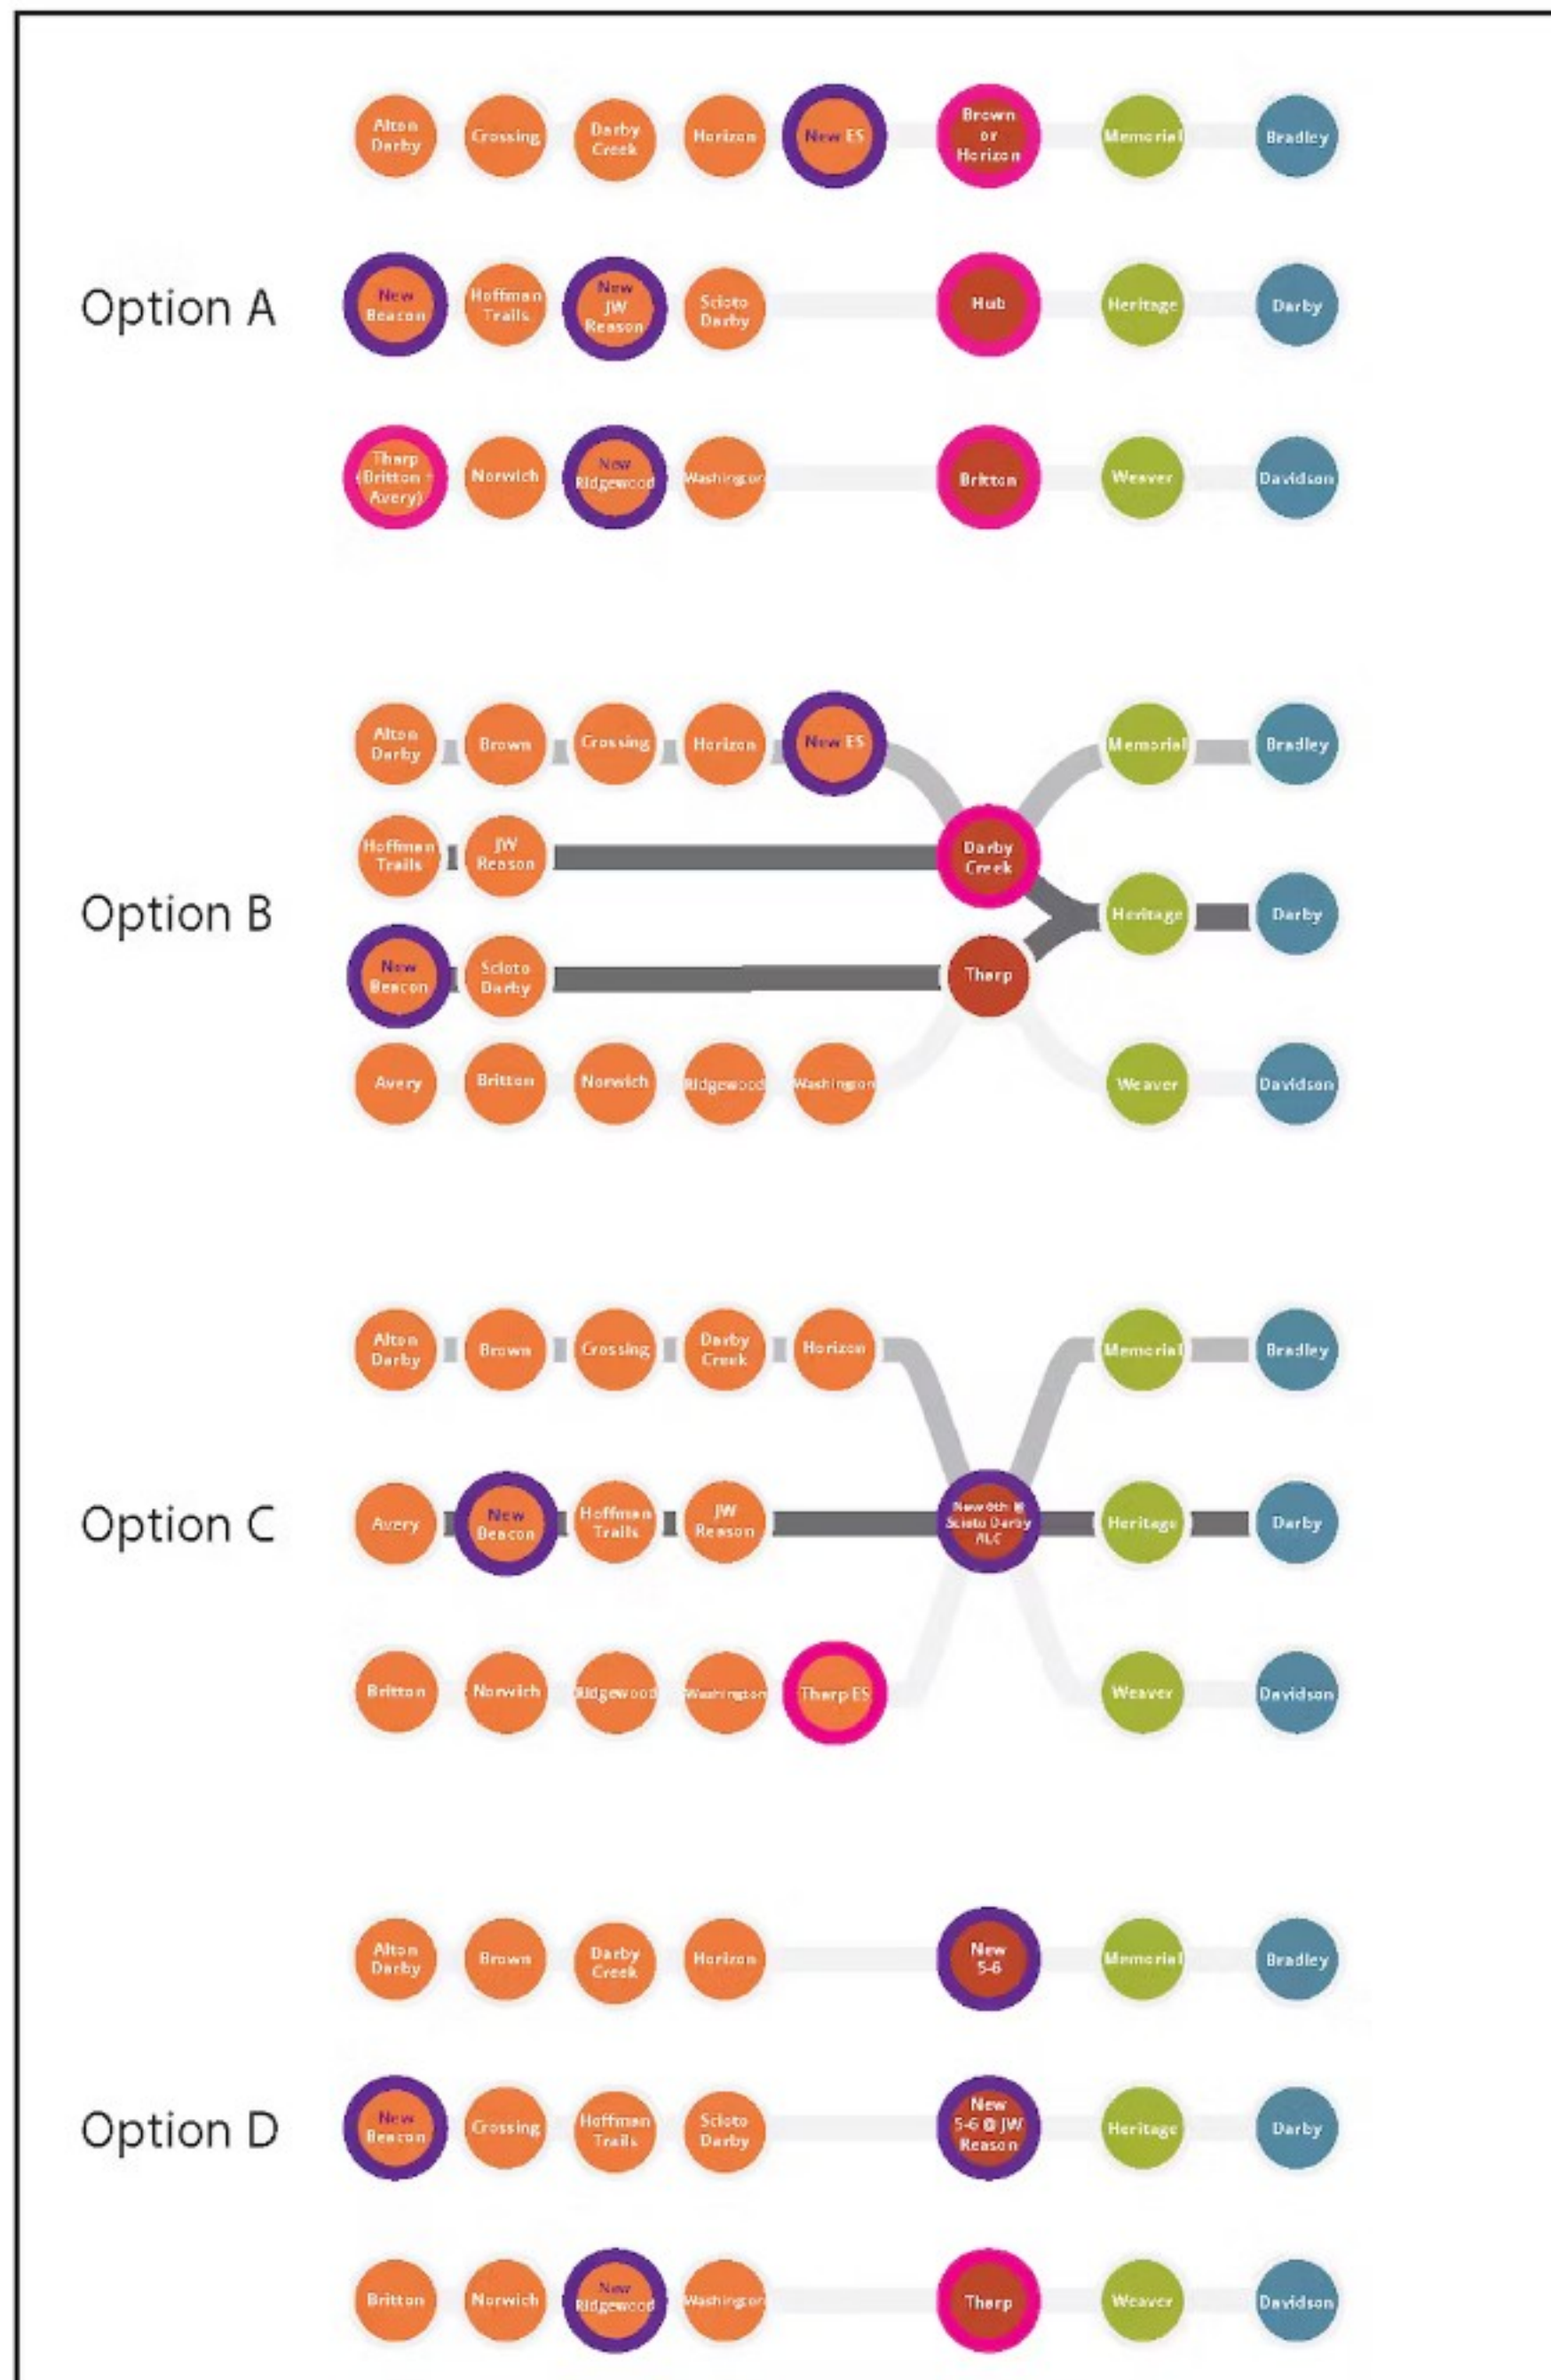 Alton
Darby
Crossing
Darby
Creek
Horizon
New ES
Brown
or
Horizon
Memorial
Bradley
Option A
New
Beacon
Hoffman
Trails
New
JW
Reason
Scioto
Darby
Hub
Heritage
Darby
Tharp
(Britton +
Avery)
Norwich
New
Ridgewood
Washington
Britton
Weaver
Davidson
Option B
Alton
Darby
Brown
Crossing
Horizon
New ES
Memorial
Bradley
Hoffman
Trails
JW
Reason
Darby
Creek
Heritage
Darby
New
Beacon
Scioto
Darby
Tharp
Avery
Britton
Norwich
Ridgewood
Washington
Weaver
Davidson
Option C
Alton
Darby
Brown
Crossing
Darby
Creek
Horizon
Memorial
Bradley
Avery
New
Beacon
Hoffman
Trails
JW
Reason
New 6th @
Scioto Darby
Heritage
Darby
Britton
Norwich
Ridgewood
Washington
Tharp ES
Weaver
Davidson
Option D
Alton
Darby
Brown
Darby
Creek
Horizon
New
5-6
Memorial
Bradley
New
Beacon
Crossing
Hoffman
Trails
Scioto
Darby
New
5-6 @ JW
Reason
Heritage
Darby
Britton
Norwich
New
Ridgewood
Washington
Tharp
Weaver
Davidson